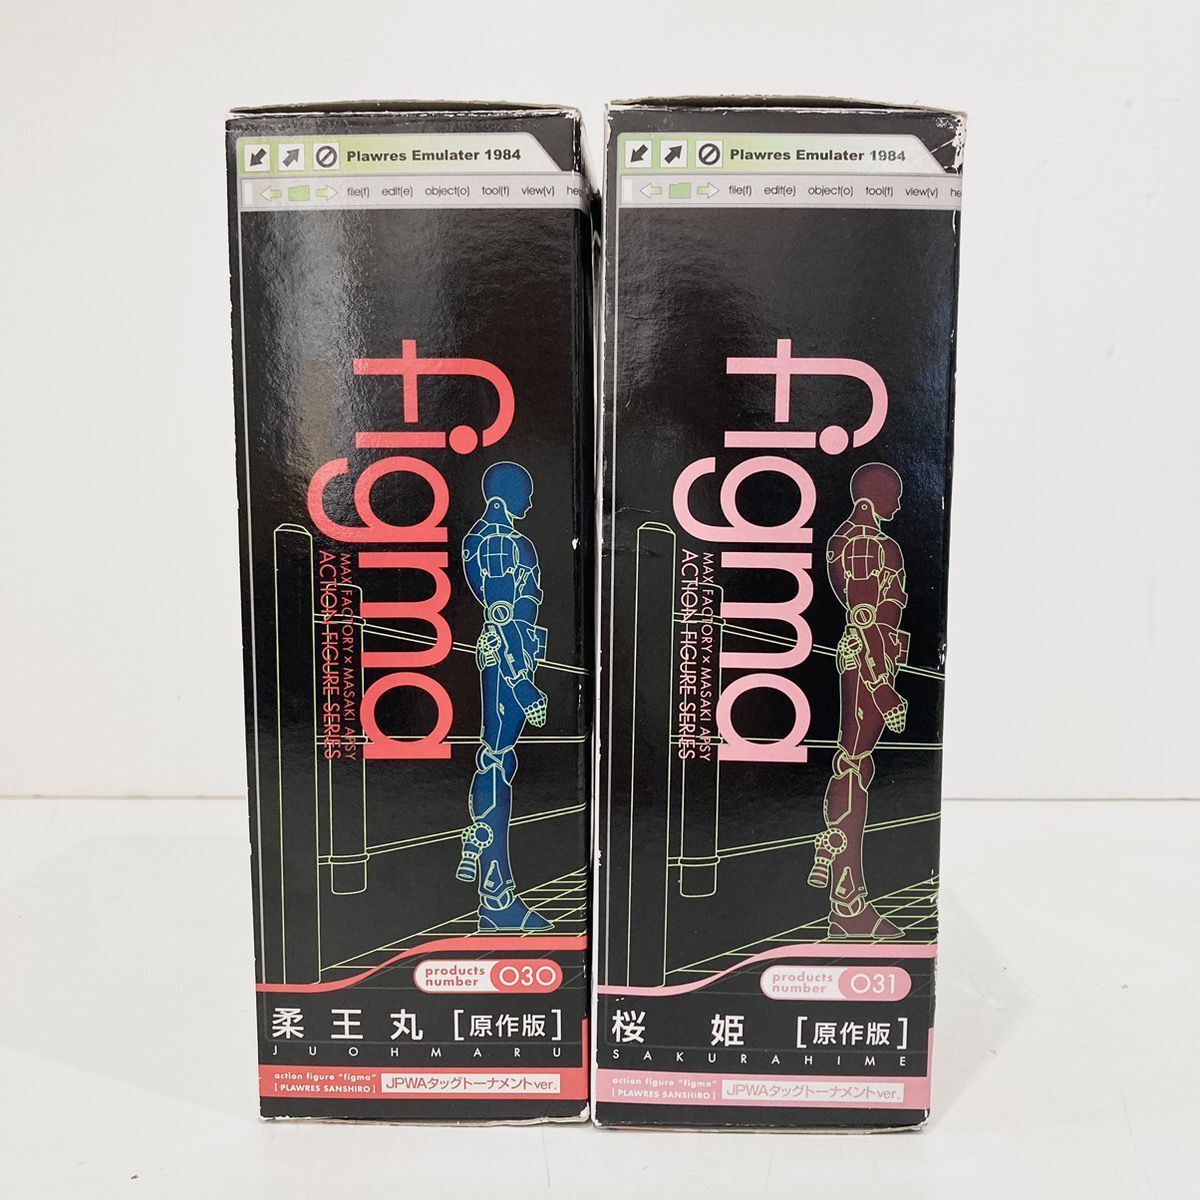 Plawres Emulater 1984
file(f) edit(e) object(o) tool(t) view(v) he
figma
MAX FACTORY × MASAKI APSY
ACTION FIGURE SERIES
products
number
030
柔王丸 [原作版]
JUOHMARU
action figure "figma"
[PLAWRES SANSHIRO]
JPWAタッグトーナメントver.
Plawres Emulater 1984
file(f) edit(e) object(o) tool(t) view(v) he
figma
MAX FACTORY × MASAKI APSY
ACTION FIGURE SERIES
products
number
031
桜姫 [原作版]
SAKURAHIME
action figure "figma"
[PLAWRES SANSHIRO]
JPWAタッグトーナメントver.